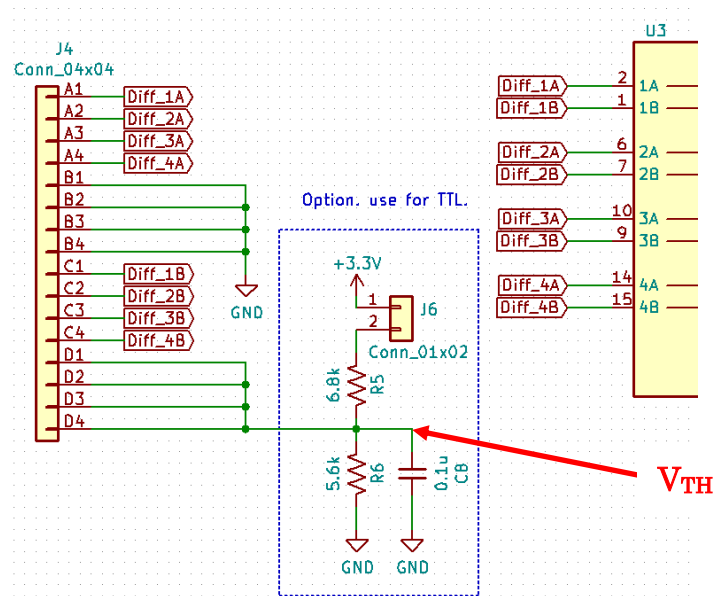 J4
Conn_04x04
A1 Diff_1A
A2 Diff_2A
A3 Diff_3A
A4 Diff_4A
B1
B2
B3
B4
C1 Diff_1B
C2 Diff_2B
C3 Diff_3B
C4 Diff_4B
D1
D2
D3
D4
GND
Option. use for TTL.
+3.3V
1
2
J6
Conn_01x02
6.8k R5
5.6k R6
0.1u C8
GND GND
VTH
U3
Diff_1A 2 1A
Diff_1B 1 1B
Diff_2A 6 2A
Diff_2B 7 2B
Diff_3A 10 3A
Diff_3B 9 3B
Diff_4A 14 4A
Diff_4B 15 4B